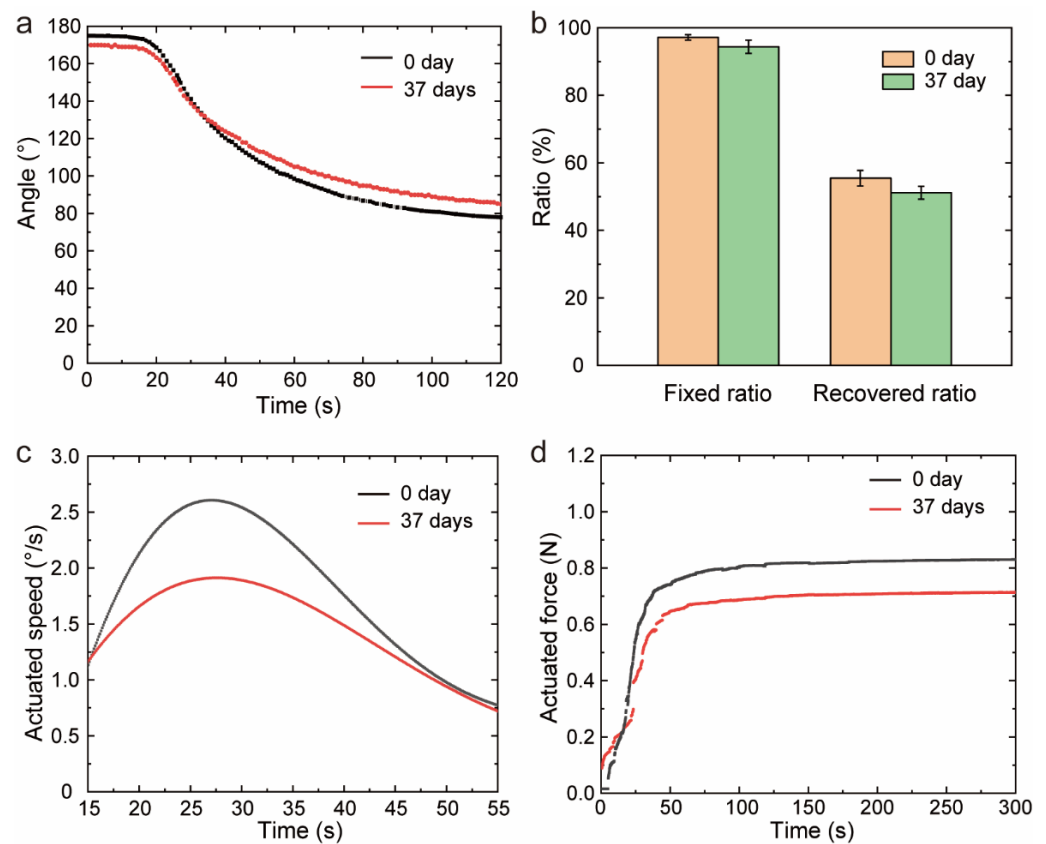 a
180
160
140
120
100
80
60
40
20
0
Angle (°)
0 day
37 days
0
20
40
60
80
100
120
Time (s)
b
100
80
60
40
20
0
Ratio (%)
0 day
37 day
Fixed ratio
Recovered ratio
c
3.0
2.5
2.0
1.5
1.0
0.5
0
Actuated speed (°/s)
0 day
37 days
15
20
25
30
35
40
45
50
55
Time (s)
d
1.2
1.0
0.8
0.6
0.4
0.2
0.0
Actuated force (N)
0 day
37 days
0
50
100
150
200
250
300
Time (s)